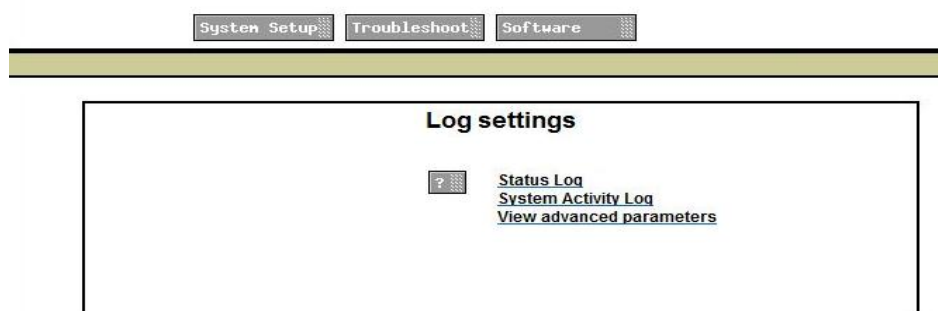 System Setup Troubleshoot Software
Log settings
? Status Log
System Activity Log
View advanced parameters